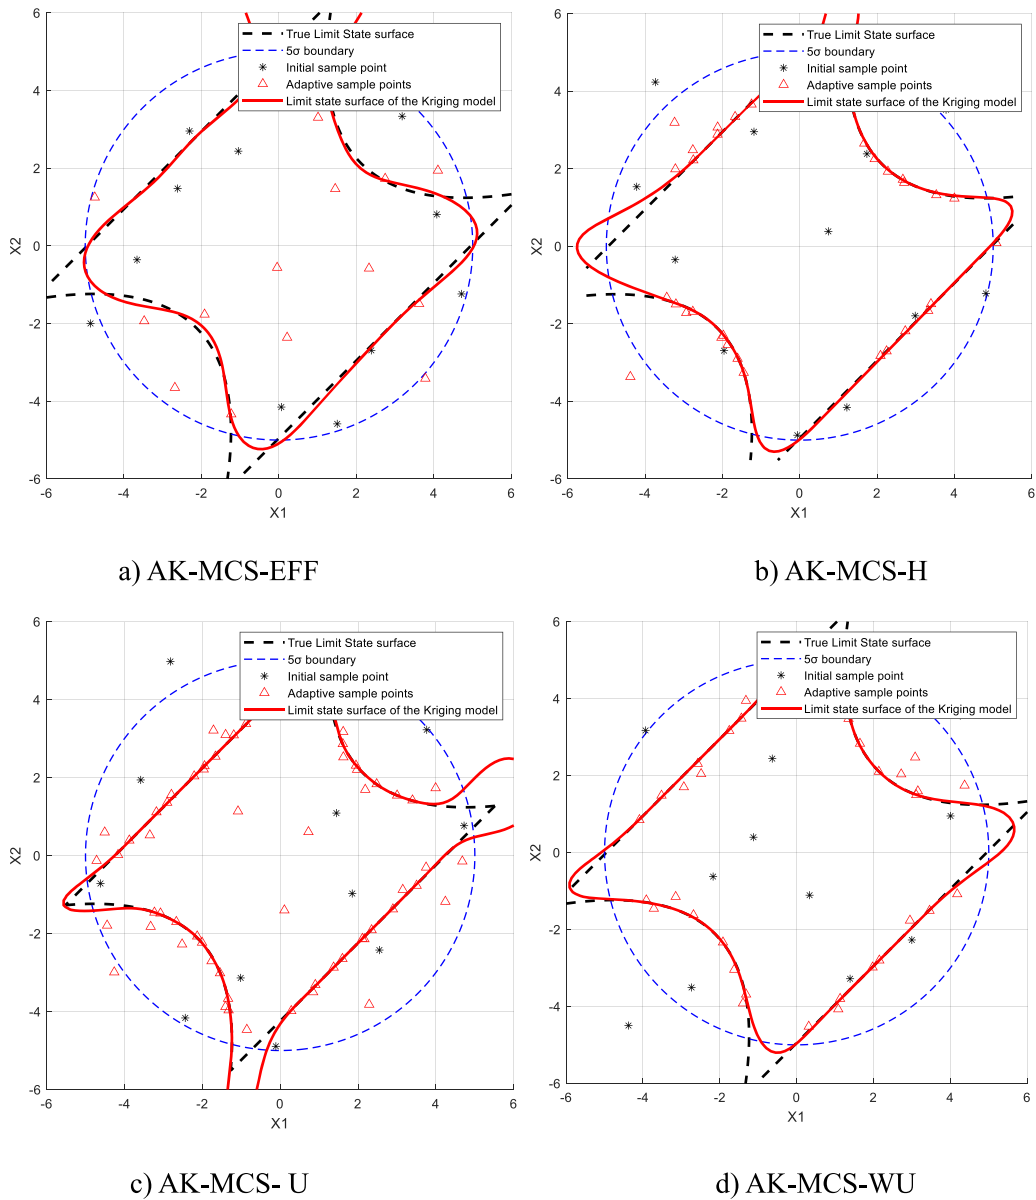 6
4
2
0
-2
-4
-6
X2
True Limit State surface
5σ boundary
Initial sample point
Adaptive sample points
Limit state surface of the Kriging model
-6 -4 -2 0 2 4 6
X1
a) AK-MCS-EFF
6
4
2
0
-2
-4
-6
X2
True Limit State surface
5σ boundary
Initial sample point
Adaptive sample points
Limit state surface of the Kriging model
-6 -4 -2 0 2 4 6
X1
b) AK-MCS-H
6
4
2
0
-2
-4
-6
X2
True Limit State surface
5σ boundary
Initial sample point
Adaptive sample points
Limit state surface of the Kriging model
-6 -4 -2 0 2 4 6
X1
c) AK-MCS- U
6
4
2
0
-2
-4
-6
X2
True Limit State surface
5σ boundary
Initial sample point
Adaptive sample points
Limit state surface of the Kriging model
-6 -4 -2 0 2 4 6
X1
d) AK-MCS-WU